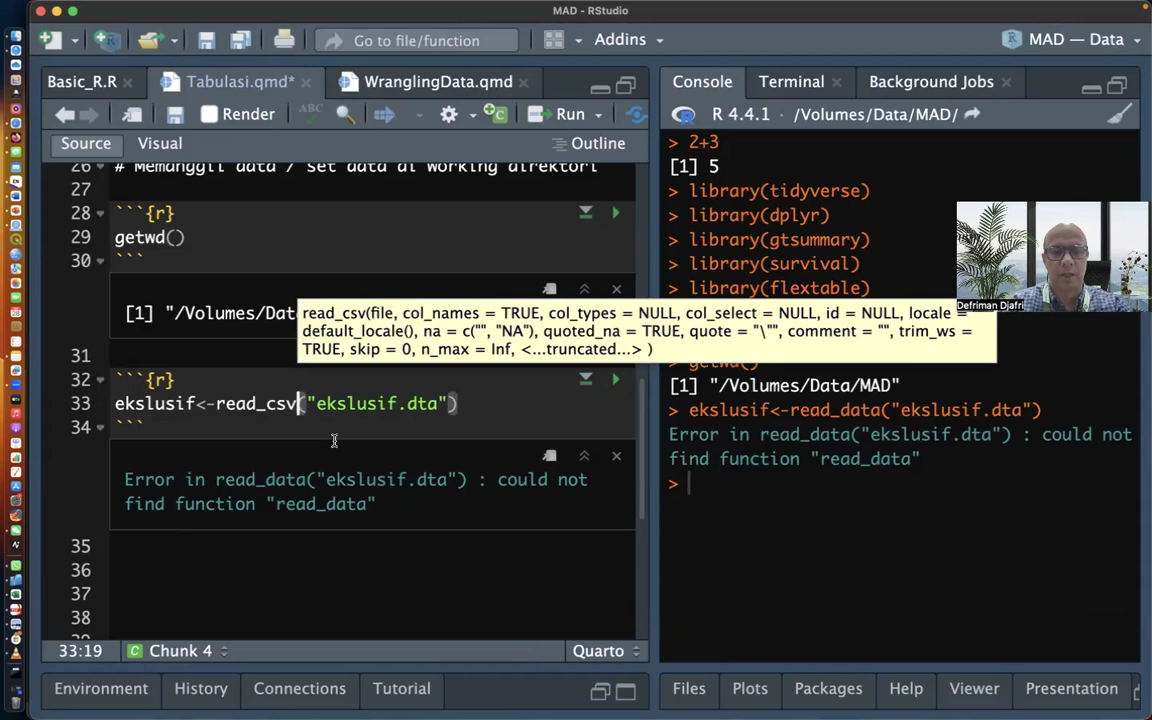 MAD - RStudio
Go to file/function
Addins
MAD — Data
Basic_R.R
Tabulasi.qmd*
WranglingData.qmd
Render
ABC
Run
Source
Visual
Outline
26 # Memanggil data / set data di Working direktori
27
28 ```{r}
29 getwd()
30 ```
[1] "/Volumes/Dat
read_csv(file, col_names = TRUE, col_types = NULL, col_select = NULL, id = NULL, locale =
default_locale(), na = c("", "NA"), quoted_na = TRUE, quote = "\"", comment = "", trim_ws =
TRUE, skip = 0, n_max = Inf, <...truncated...> )
31
32 ```{r}
33 ekslusif<-read_csv("ekslusif.dta")
34 ```
Error in read_data("ekslusif.dta") : could not
find function "read_data"
35
36
37
38
33:19
C Chunk 4
Quarto
Environment
History
Connections
Tutorial
Console
Terminal
Background Jobs
R 4.4.1 · /Volumes/Data/MAD/
> 2+3
[1] 5
> library(tidyverse)
> library(dplyr)
> library(gtsummary)
> library(survival)
> library(flextable)
> getwd()
[1] "/Volumes/Data/MAD"
> ekslusif<-read_data("ekslusif.dta")
Error in read_data("ekslusif.dta") : could not
find function "read_data"
>
Defriman Djafri
Files
Plots
Packages
Help
Viewer
Presentation